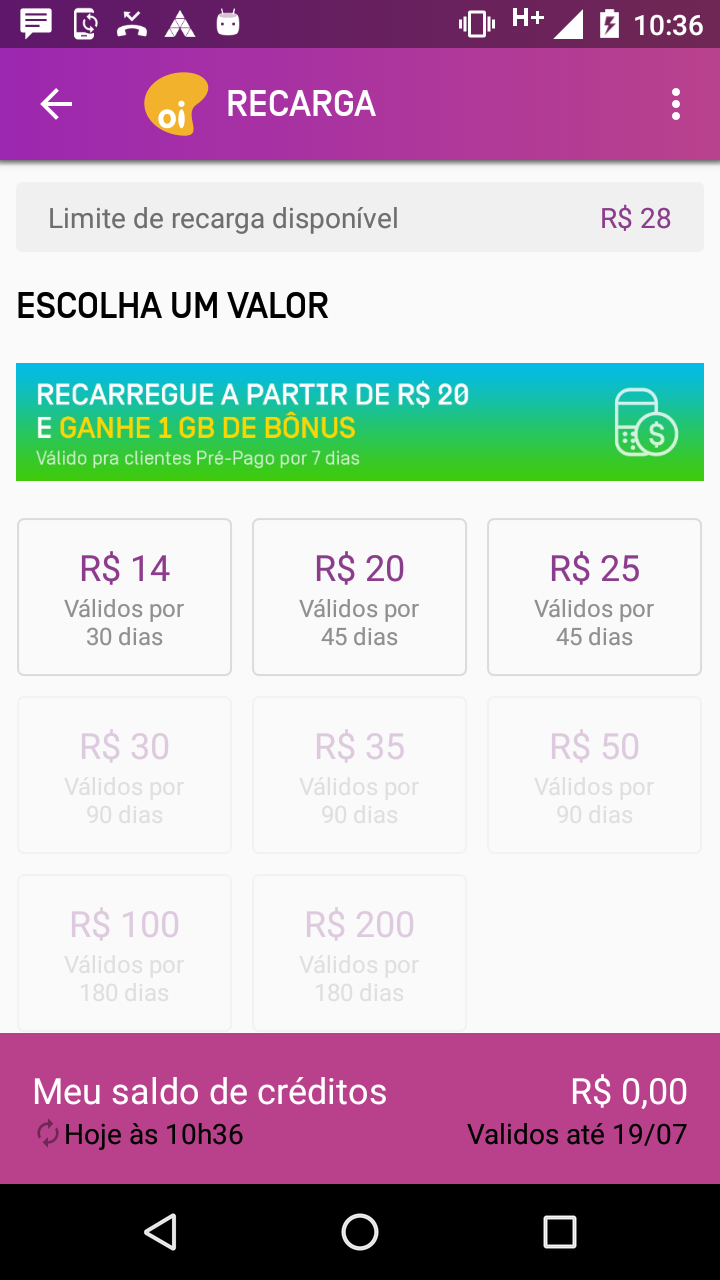 H+ 10:36
oi RECARGA
Limite de recarga disponível R$ 28
ESCOLHA UM VALOR
RECARREGUE A PARTIR DE R$ 20
E GANHE 1 GB DE BÔNUS
Válido pra clientes Pré-Pago por 7 dias
$
R$ 14
Válidos por
30 dias
R$ 20
Válidos por
45 dias
R$ 25
Válidos por
45 dias
R$ 30
Válidos por
90 dias
R$ 35
Válidos por
90 dias
R$ 50
Válidos por
90 dias
R$ 100
Válidos por
180 dias
R$ 200
Válidos por
180 dias
Meu saldo de créditos R$ 0,00
Hoje às 10h36 Validos até 19/07